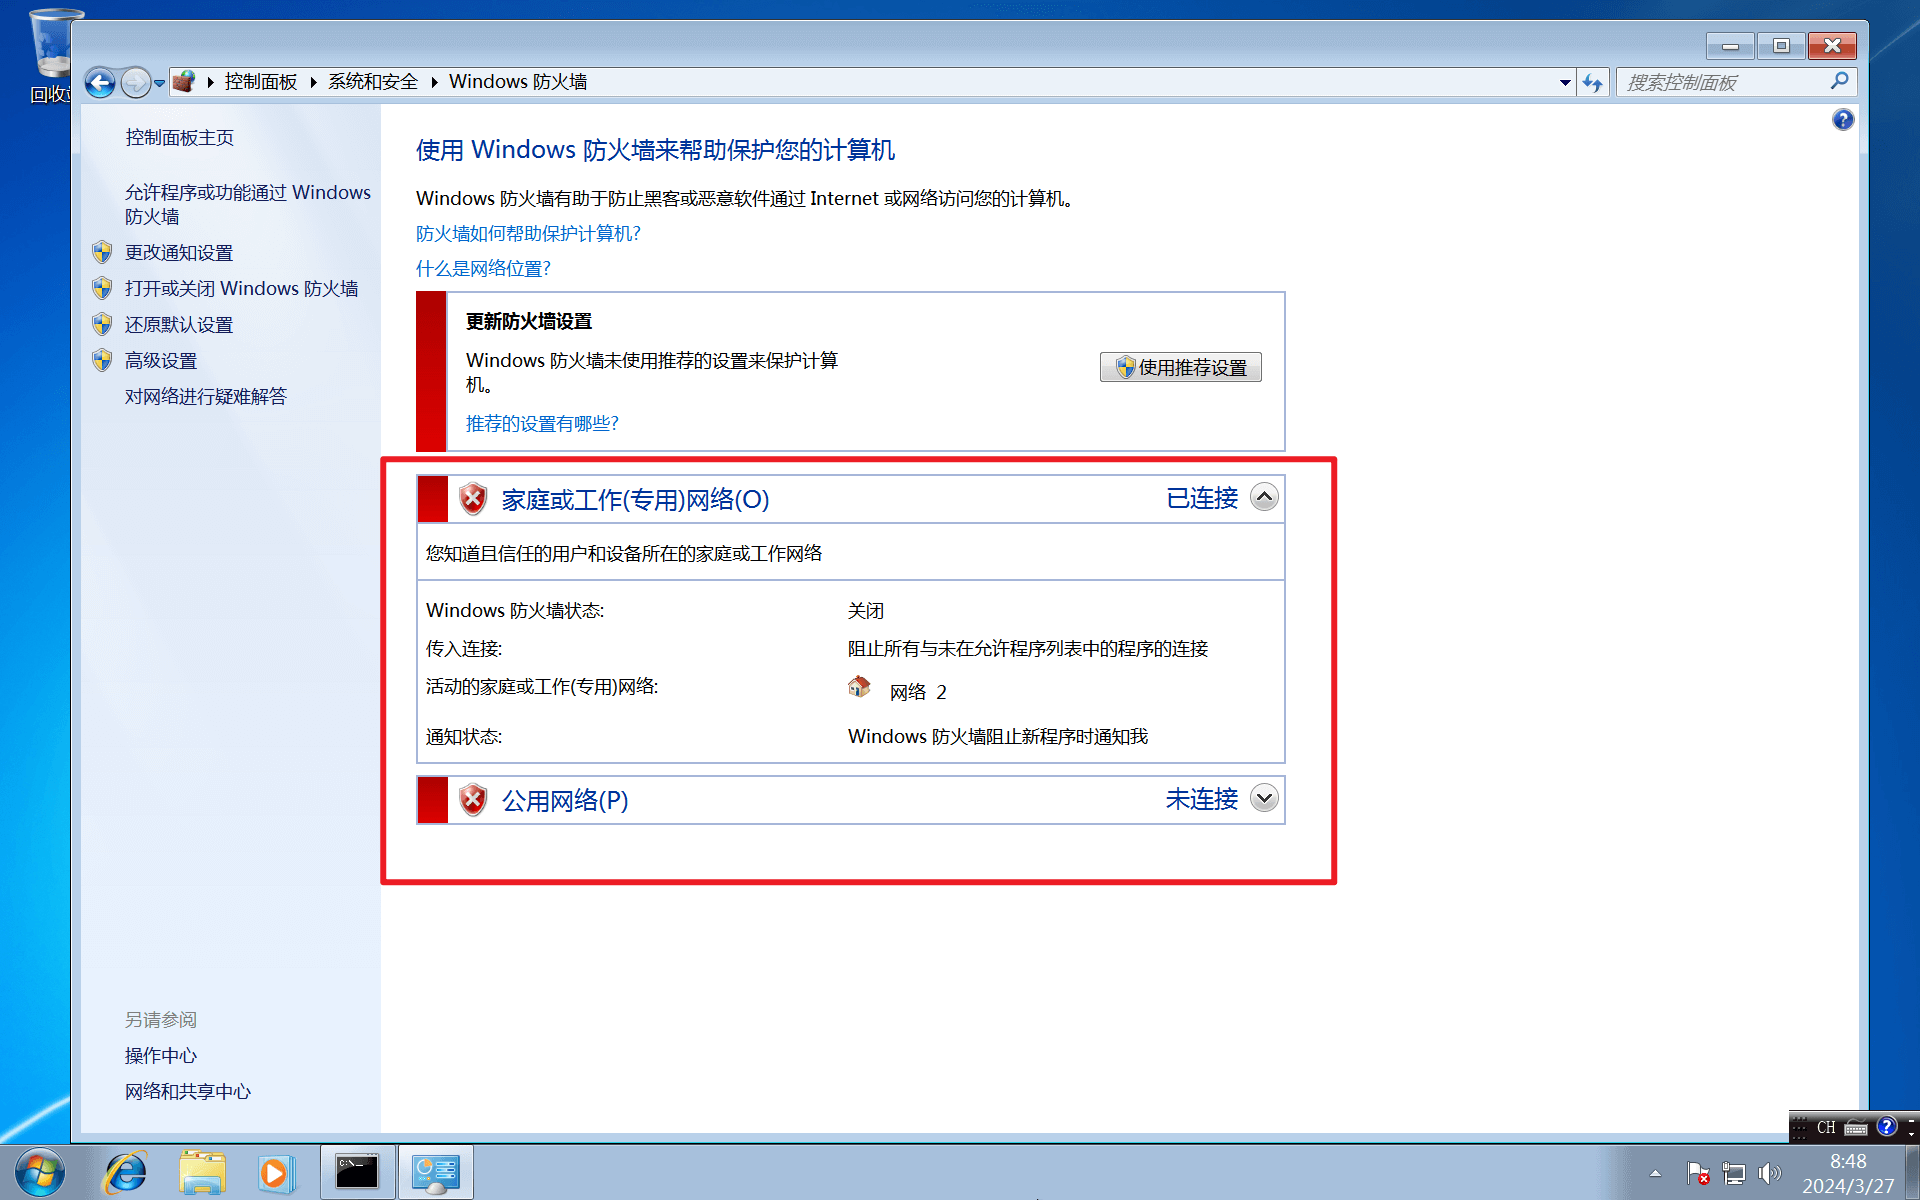 回收站
控制面板
系统和安全
Windows 防火墙
搜索控制面板
控制面板主页
允许程序或功能通过 Windows
防火墙
更改通知设置
打开或关闭 Windows 防火墙
还原默认设置
高级设置
对网络进行疑难解答
另请参阅
操作中心
网络和共享中心
使用 Windows 防火墙来帮助保护您的计算机
Windows 防火墙有助于防止黑客或恶意软件通过 Internet 或网络访问您的计算机。
防火墙如何帮助保护计算机?
什么是网络位置?
更新防火墙设置
Windows 防火墙未使用推荐的设置来保护计算
机。
使用推荐设置
推荐的设置有哪些?
家庭或工作(专用)网络(O)
已连接
您知道且信任的用户和设备所在的家庭或工作网络
Windows 防火墙状态:
关闭
传入连接:
阻止所有与未在允许程序列表中的程序的连接
活动的家庭或工作(专用)网络:
网络 2
通知状态:
Windows 防火墙阻止新程序时通知我
公用网络(P)
未连接
CH
8:48
2024/3/27